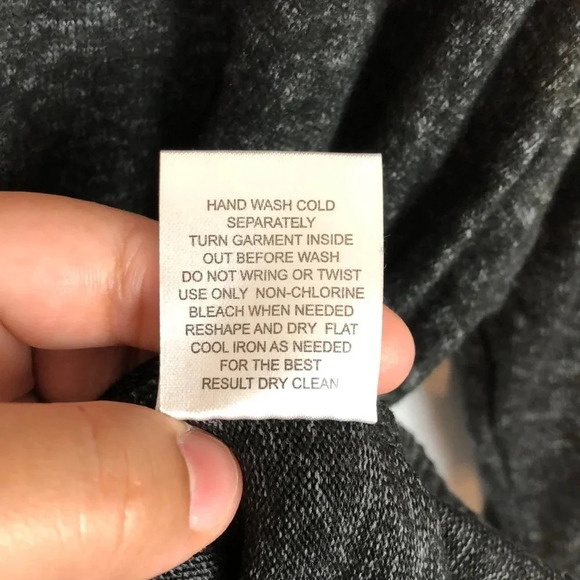 HAND WASH COLD
SEPARATELY
TURN GARMENT INSIDE
OUT BEFORE WASH
DO NOT WRING OR TWIST
USE ONLY NON-CHLORINE
BLEACH WHEN NEEDED
RESHAPE AND DRY FLAT
COOL IRON AS NEEDED
FOR THE BEST
RESULT DRY CLEAN